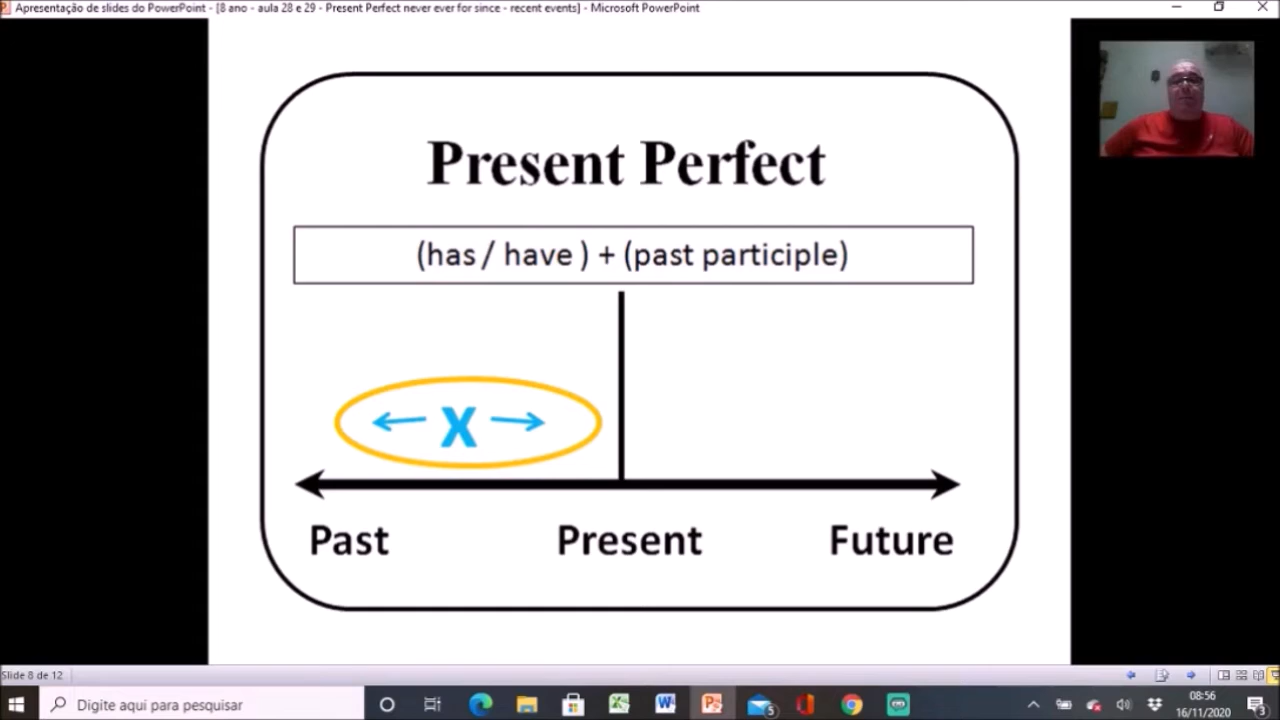 Apresentação de slides do PowerPoint - [8 ano - aula 28 e 29 - Present Perfect never ever for since - recent events] - Microsoft PowerPoint
Present Perfect
(has / have ) + (past participle)
X
Past Present Future
Slide 8 de 12
Digite aqui para pesquisar
5
08:56
16/11/2020
3